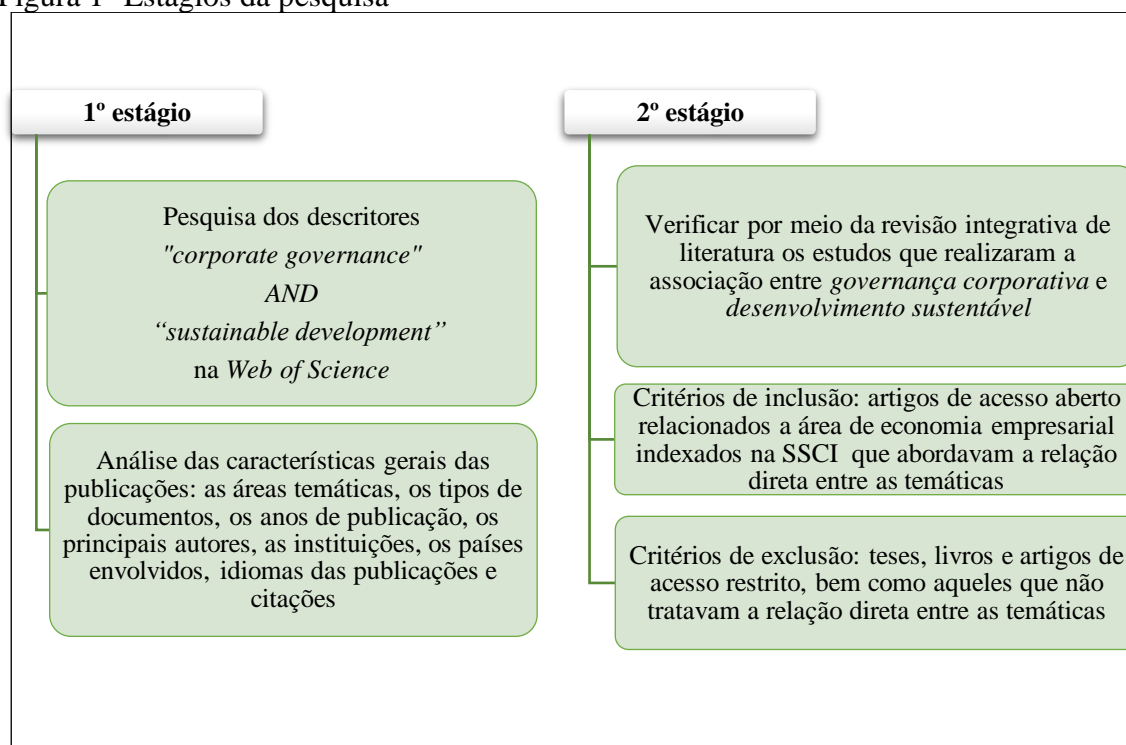 Figura 1- Estágios da pesquisa
1º estágio
Pesquisa dos descritores
"corporate governance"
AND
“sustainable development”
na Web of Science
Análise das características gerais das
publicações: as áreas temáticas, os tipos de
documentos, os anos de publicação, os
principais autores, as instituições, os países
envolvidos, idiomas das publicações e
citações
2º estágio
Verificar por meio da revisão integrativa de
literatura os estudos que realizaram a
associação entre governança corporativa e
desenvolvimento sustentável
Critérios de inclusão: artigos de acesso aberto
relacionados a área de economia empresarial
indexados na SSCI que abordavam a relação
direta entre as temáticas
Critérios de exclusão: teses, livros e artigos de
acesso restrito, bem como aqueles que não
tratavam a relação direta entre as temáticas